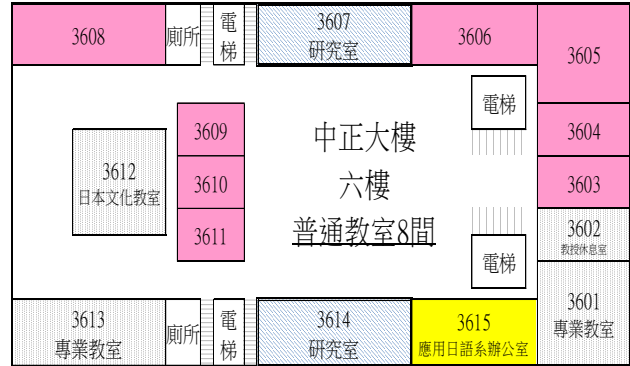 3608
廁所
電梯
3607
研究室
3606
3605
電梯
3604
3603
3602
教授休息室
3601
專業教室
電梯
3609
3610
3611
3612
日本文化教室
中正大樓
六樓
普通教室8間
3613
專業教室
廁所
電梯
3614
研究室
3615
應用日語系辦公室